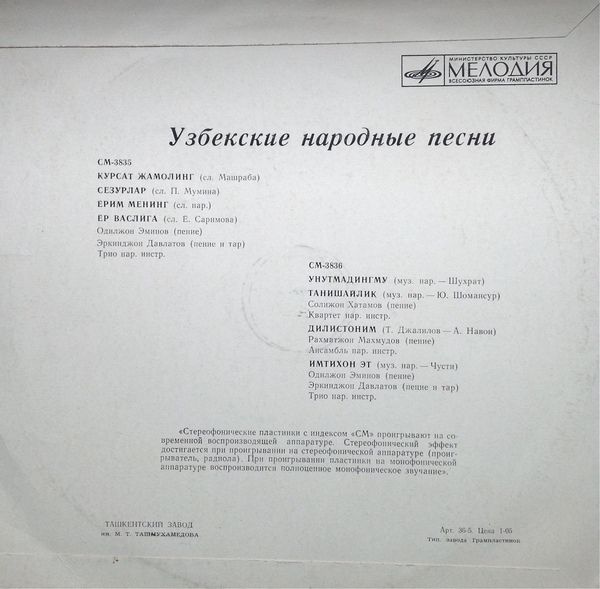 МИНИСТЕРСТВО КУЛЬТУРЫ СССР
МЕЛОДИЯ
ВСЕСОЮЗНАЯ ФИРМА ГРАМПЛАСТИНОК
Узбекские народные песни
СМ-3835
КУРСАТ ЖАМОЛИНГ (сл. Машраба)
СЕЗУРЛАР (сл. П. Мумина)
ЕРИМ МЕНИНГ (сл. нар.)
ЕР ВАСЛИГА (сл. Е. Саримова)
Одилжон Эминов (пение)
Эркинджон Давлатов (пение и тар)
Трио нар. инстр.
СМ-3836
УНУТМАДИНГМУ (муз. нар. — Шухрат)
ТАНИШАЙЛИК (муз. нар. — Ю. Шомансур)
Солижон Хатамов (пение)
Квартет нар. инстр.
ДИЛИСТОНИМ (Т. Джалилов — А. Навои)
Рахматжон Махмудов (пение)
Ансамбль нар. инстр.
ИМТИХОН ЭТ (муз. нар. — Чусти)
Одилжон Эминов (пение)
Эркинджон Давлатов (пение и тар)
Трио нар. инстр.
«Стереофонические пластинки с индексом «СМ» проигрывают на со-
временной воспроизводящей аппаратуре. Стереофонический эффект
достигается при проигрывании на стереофонической аппаратуре (проиг-
рыватель, радиола). При проигрывании пластинки на монофонической
аппаратуре воспроизводится полноценное монофоническое звучание».
ТАШКЕНТСКИЙ ЗАВОД
им. М. Т. ТАШМУХАМЕДОВА
Арт. 36-5. Цена 1-05
Тип. Завода Грампластинок